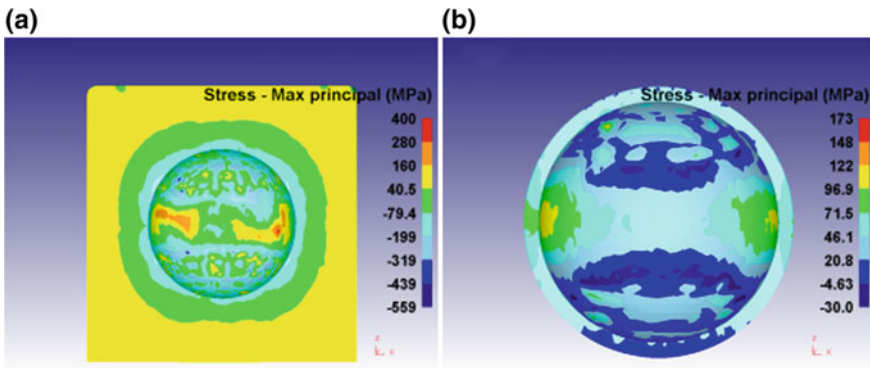 (a)
Stress - Max principal (MPa)
400
280
160
40.5
-79.4
-199
-319
-439
-559
z
x
(b)
Stress - Max principal (MPa)
173
148
122
96.9
71.5
46.1
20.8
-4.63
-30.0
z
x